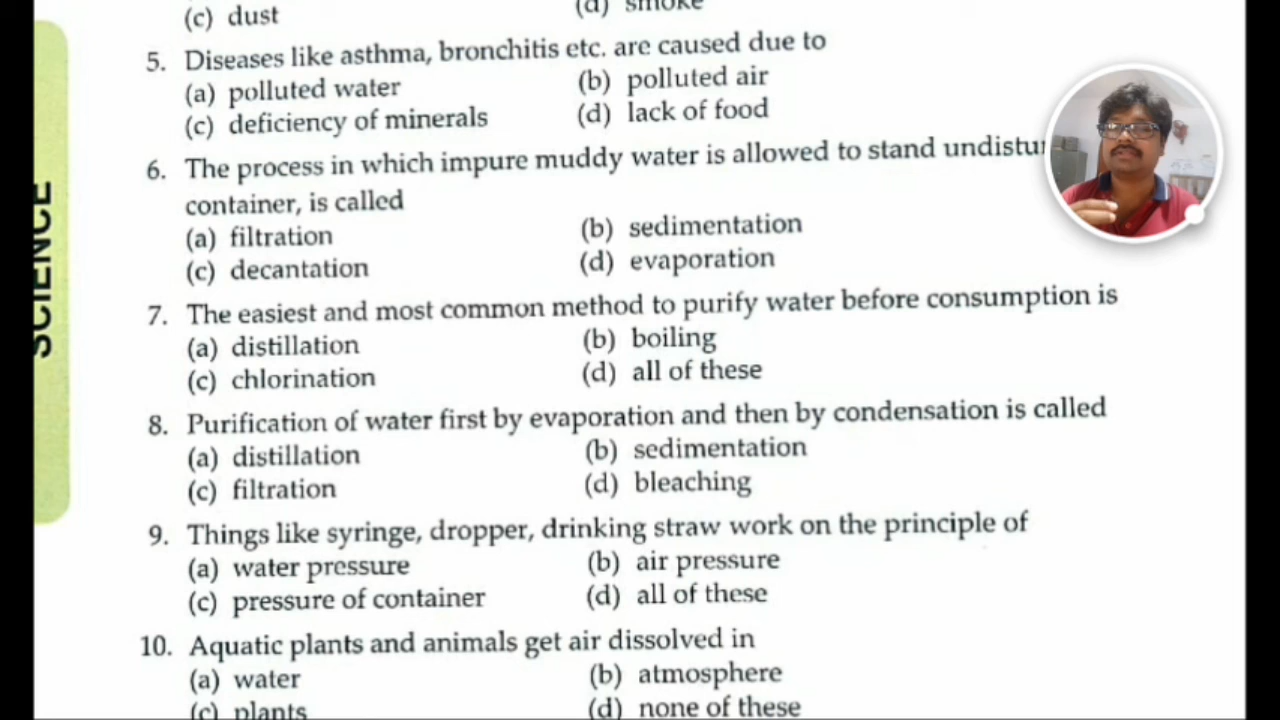 (c) dust
(d) smoke
5. Diseases like asthma, bronchitis etc. are caused due to
(a) polluted water
(b) polluted air
(c) deficiency of minerals
(d) lack of food
6. The process in which impure muddy water is allowed to stand
container, is called
(a) filtration
(b) sedimentation
(c) decantation
(d) evaporation
7. The easiest and most common method to purify water before consumption is
(a) distillation
(b) boiling
(c) chlorination
(d) all of these
8. Purification of water first by evaporation and then by condensation is called
(a) distillation
(b) sedimentation
(c) filtration
(d) bleaching
9. Things like syringe, dropper, drinking straw work on the principle of
(a) water pressure
(b) air pressure
(c) pressure of container
(d) all of these
10. Aquatic plants and animals get air dissolved in
(a) water
(b) atmosphere
(c) plants
(d) none of these
SCIENCE